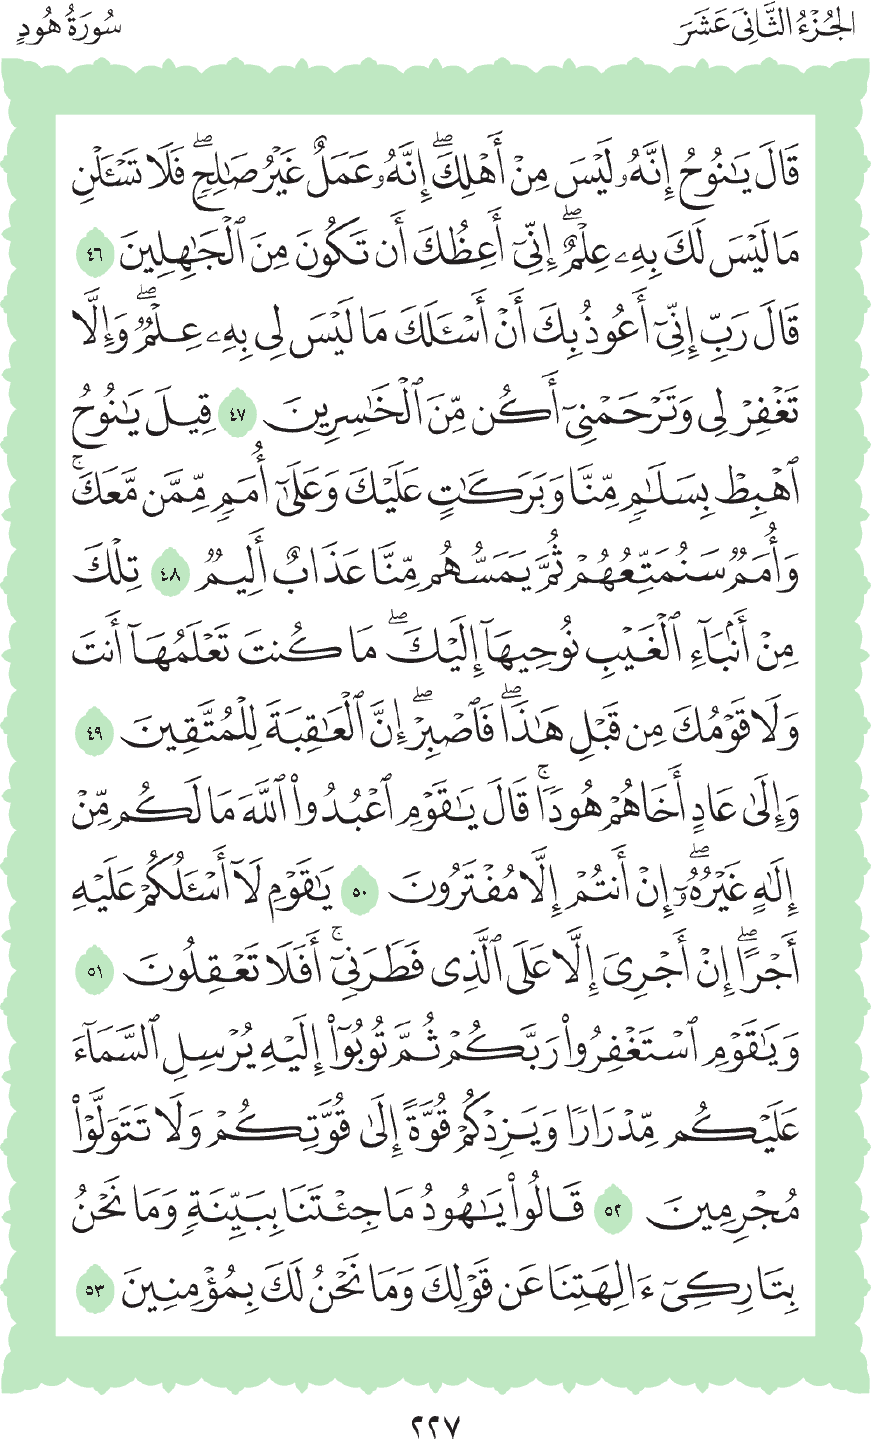 الجُزْءُ الثَّانِىَ عَشَرَ
سُورَةُ هُودٍ
قَالَ يَٰنُوحُ إِنَّهُۥ لَيْسَ مِنْ أَهْلِكَۖ إِنَّهُۥ عَمَلٌ غَيْرُ صَٰلِحٖۖ فَلَا تَسْـَٔلْنِ
مَا لَيْسَ لَكَ بِهِۦ عِلْمٌۖ إِنِّىٓ أَعِظُكَ أَن تَكُونَ مِنَ ٱلْجَٰهِلِينَ ٤٦
قَالَ رَبِّ إِنِّىٓ أَعُوذُ بِكَ أَنْ أَسْـَٔلَكَ مَا لَيْسَ لِى بِهِۦ عِلْمٌۖ وَإِلَّا
تَغْفِرْ لِى وَتَرْحَمْنِىٓ أَكُن مِّنَ ٱلْخَٰسِرِينَ ٤٧ قِيلَ يَٰنُوحُ
ٱهْبِطْ بِسَلَٰمٍ مِّنَّا وَبَرَكَٰتٍ عَلَيْكَ وَعَلَىٰٓ أُمَمٍ مِّمَّن مَّعَكَۚ
وَأُمَمٌ سَنُمَتِّعُهُمْ ثُمَّ يَمَسُّهُم مِّنَّا عَذَابٌ أَلِيمٌ ٤٨ تِلْكَ
مِنْ أَنۢبَآءِ ٱلْغَيْبِ نُوحِيهَآ إِلَيْكَۖ مَا كُنتَ تَعْلَمُهَآ أَنتَ
وَلَا قَوْمُكَ مِن قَبْلِ هَٰذَاۖ فَٱصْبِرْۖ إِنَّ ٱلْعَٰقِبَةَ لِلْمُتَّقِينَ ٤٩
وَإِلَىٰ عَادٍ أَخَاهُمْ هُودًاۚ قَالَ يَٰقَوْمِ ٱعْبُدُوا۟ ٱللَّهَ مَا لَكُم مِّنْ
إِلَٰهٍ غَيْرُهُۥٓۖ إِنْ أَنتُمْ إِلَّا مُفْتَرُونَ ٥٠ يَٰقَوْمِ لَآ أَسْـَٔلُكُمْ عَلَيْهِ
أَجْرًاۖ إِنْ أَجْرِىَ إِلَّا عَلَى ٱلَّذِى فَطَرَنِىٓۚ أَفَلَا تَعْقِلُونَ ٥١
وَيَٰقَوْمِ ٱسْتَغْفِرُوا۟ رَبَّكُمْ ثُمَّ تُوبُوٓا۟ إِلَيْهِ يُرْسِلِ ٱلسَّمَآءَ
عَلَيْكُم مِّدْرَارًا وَيَزِدْكُمْ قُوَّةً إِلَىٰ قُوَّتِكُمْ وَلَا تَتَوَلَّوْا۟
مُجْرِمِينَ ٥٢ قَالُوا۟ يَٰهُودُ مَا جِئْتَنَا بِبَيِّنَةٍ وَمَا نَحْنُ
بِتَارِكِىٓ ءَالِهَتِنَا عَن قَوْلِكَ وَمَا نَحْنُ لَكَ بِمُؤْمِنِينَ ٥٣
٢٢٧